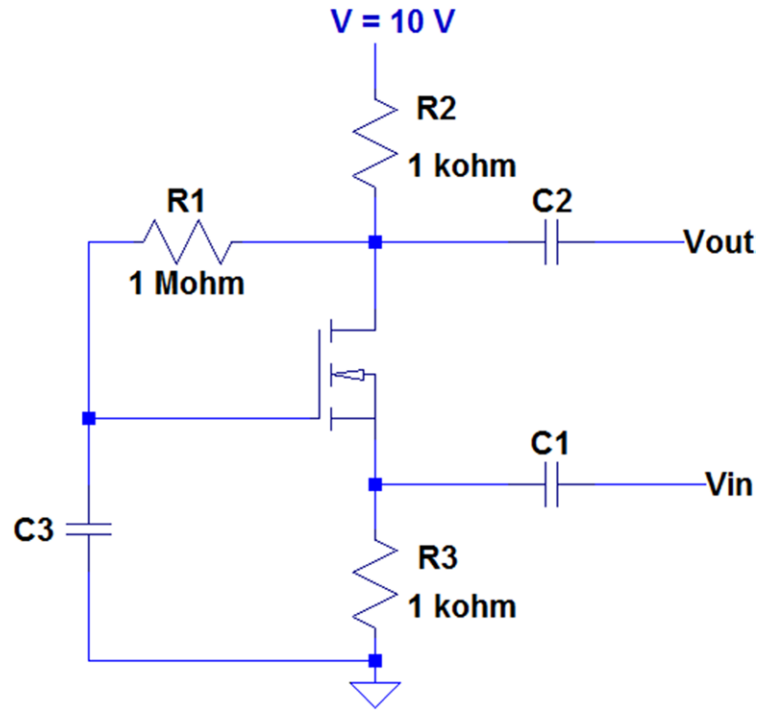 V = 10 V
R2
1 kohm
R1
C2
Vout
1 Mohm
C1
Vin
C3
R3
1 kohm